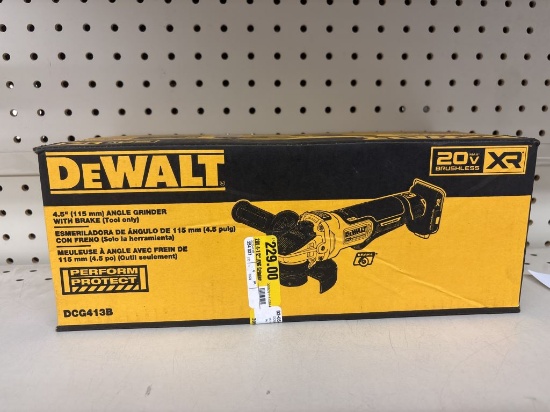 DEWALT
20V MAX
BRUSHLESS
XR
4.5" (115 mm) ANGLE GRINDER
WITH BRAKE (Tool only)
ESMERILADORA DE ÁNGULO DE 115 mm (4.5 pulg)
CON FRENO (Solo la herramienta)
MEULEUSE À ANGLE AVEC FREIN DE
115 mm (4.5 po) (Outil seulement)
PERFORM
PROTECT
DCG413B
229.00
DEWALT